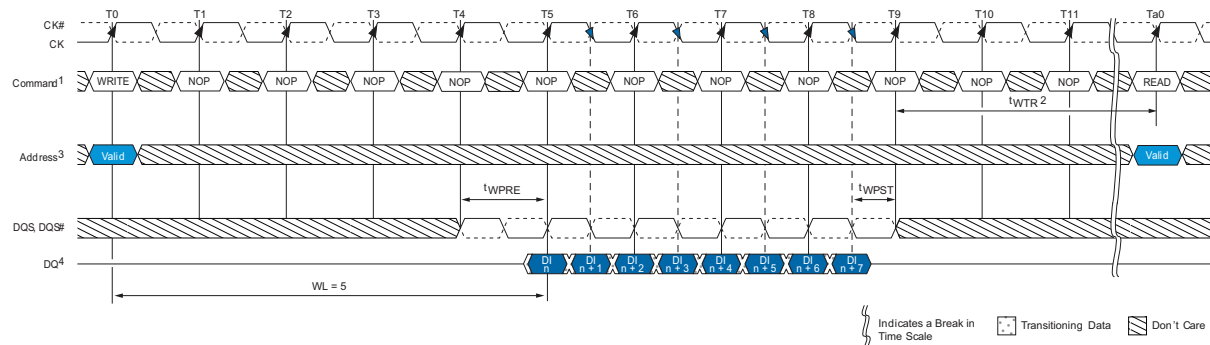 T0 T1 T2 T3 T4 T5 T6 T7 T8 T9 T10 T11 Ta0
CK#
CK
Command1 WRITE NOP NOP NOP NOP NOP NOP NOP NOP NOP NOP NOP READ
tWTR 2
Address3 Valid Valid
tWPRE tWPST
DQS, DQS#
DQ4 DI n DI n + 1 DI n + 2 DI n + 3 DI n + 4 DI n + 5 DI n + 6 DI n + 7
WL = 5
Indicates a Break in
Time Scale
Transitioning Data
Don't Care